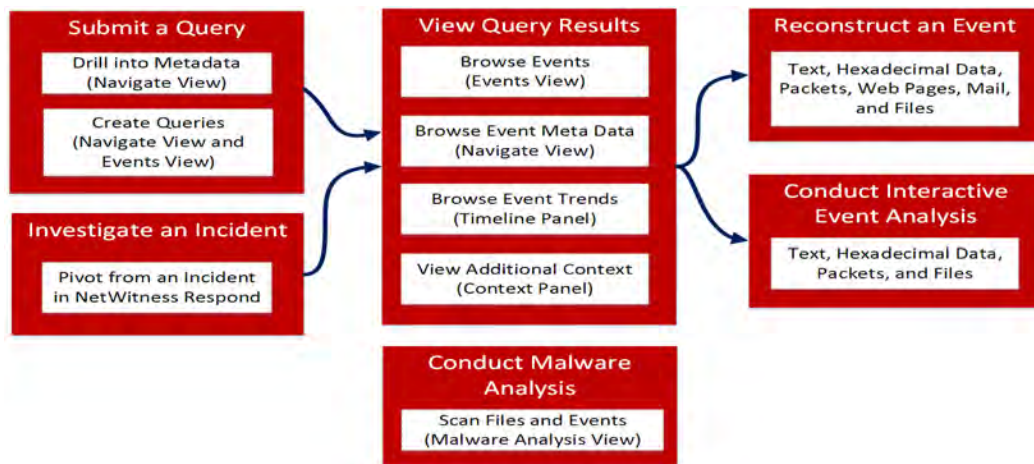 Submit a Query
Drill into Metadata
(Navigate View)
Create Queries
(Navigate View and
Events View)
Investigate an Incident
Pivot from an Incident
in NetWitness Respond
View Query Results
Browse Events
(Events View)
Browse Event Meta Data
(Navigate View)
Browse Event Trends
(Timeline Panel)
View Additional Context
(Context Panel)
Conduct Malware
Analysis
Scan Files and Events
(Malware Analysis View)
Reconstruct an Event
Text, Hexadecimal Data,
Packets, Web Pages, Mail,
and Files
Conduct Interactive
Event Analysis
Text, Hexadecimal Data,
Packets, and Files